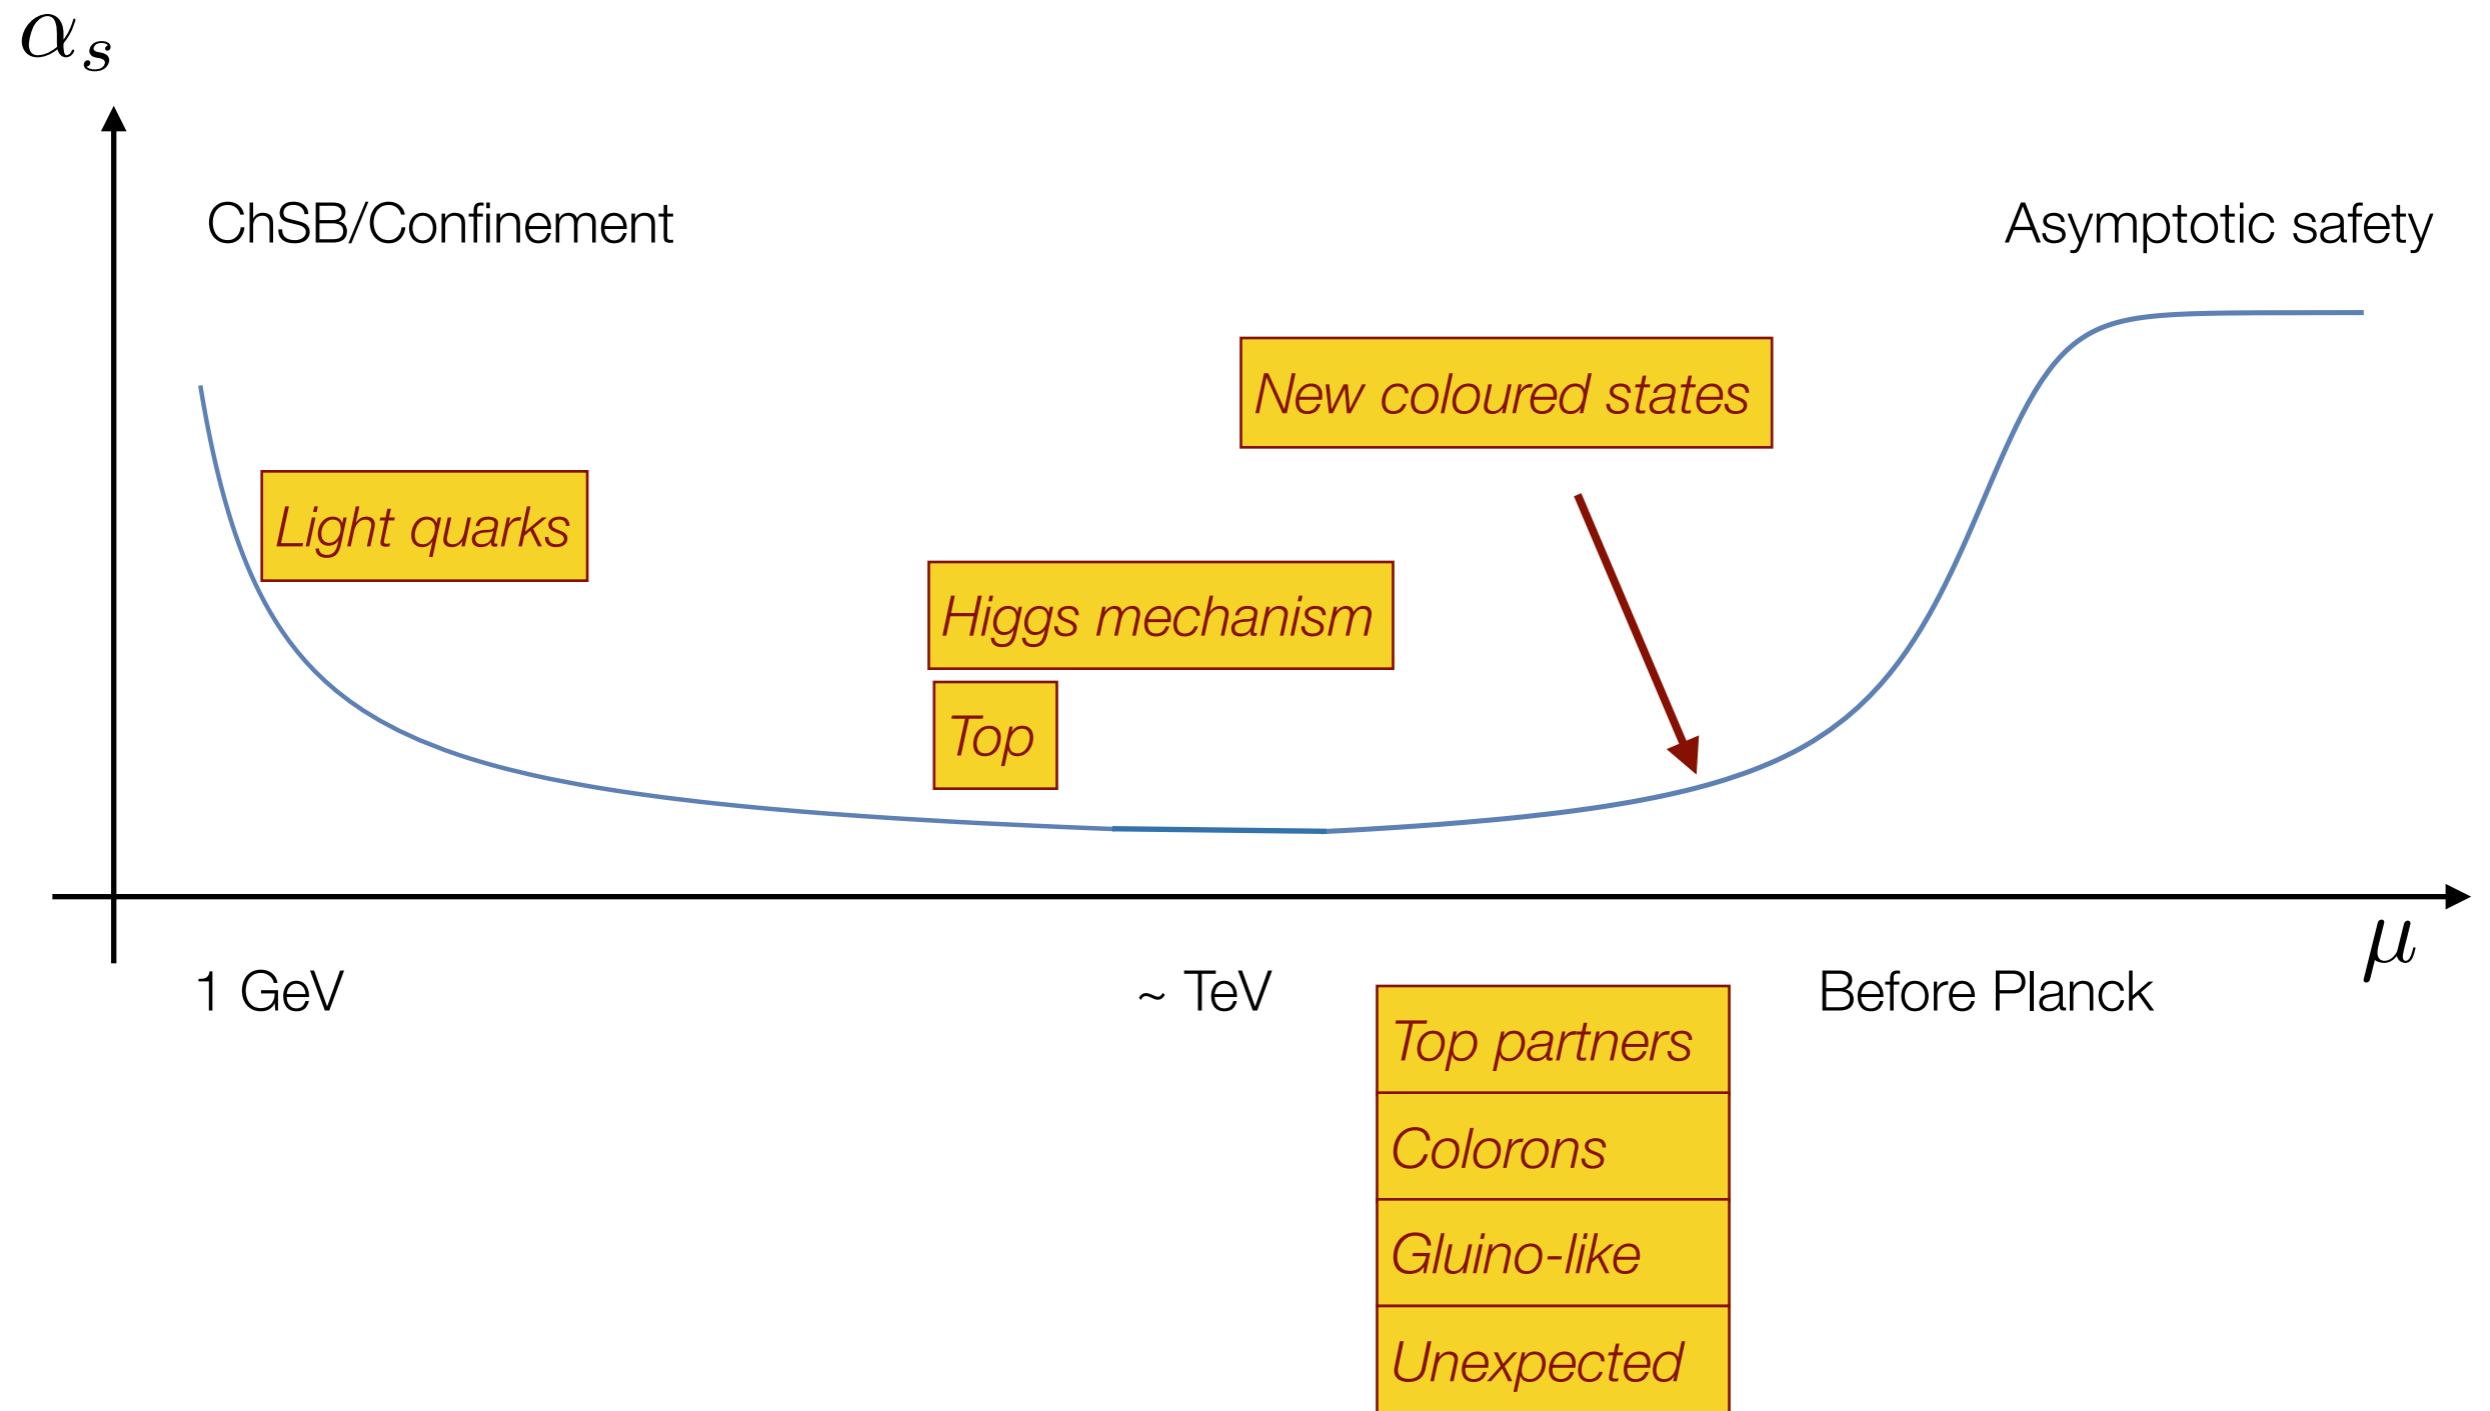 αs
ChSB/Confinement
Asymptotic safety
New coloured states
Light quarks
Higgs mechanism
Top
μ
1 GeV
~ TeV
Before Planck
Top partners
Colorons
Gluino-like
Unexpected